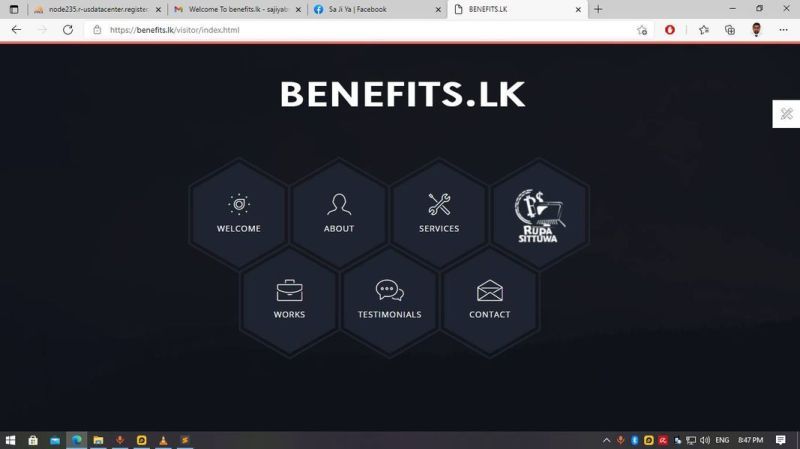 node235.r-usdatacenter.register
Welcome To benefits.lk - sajiyab
Sa Ji Ya | Facebook
BENEFITS.LK
https://benefits.lk/visitor/index.html
BENEFITS.LK
WELCOME
ABOUT
SERVICES
RUPA
SITTUWA
WORKS
TESTIMONIALS
CONTACT
ENG
8:47 PM